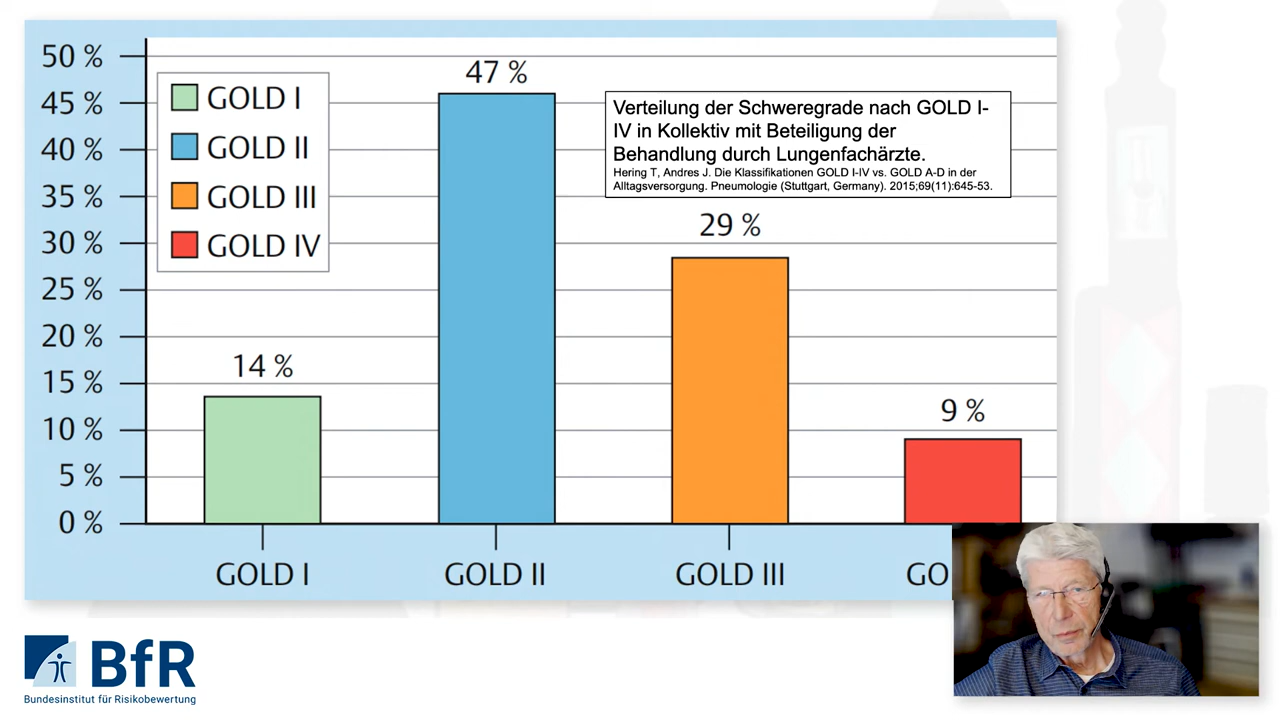 50 %
45 %
40 %
35 %
30 %
25 %
20 %
15 %
10 %
5 %
0 %
GOLD I
GOLD II
GOLD III
GOLD IV
Verteilung der Schweregrade nach GOLD I-
IV in Kollektiv mit Beteiligung der
Behandlung durch Lungenfachärzte.
Hering T, Andres J. Die Klassifikationen GOLD I-IV vs. GOLD A-D in der
Alltagsversorgung. Pneumologie (Stuttgart, Germany). 2015;69(11):645-53.
14 %
47 %
29 %
9 %
GOLD I
GOLD II
GOLD III
GO
BfR
Bundesinstitut für Risikobewertung